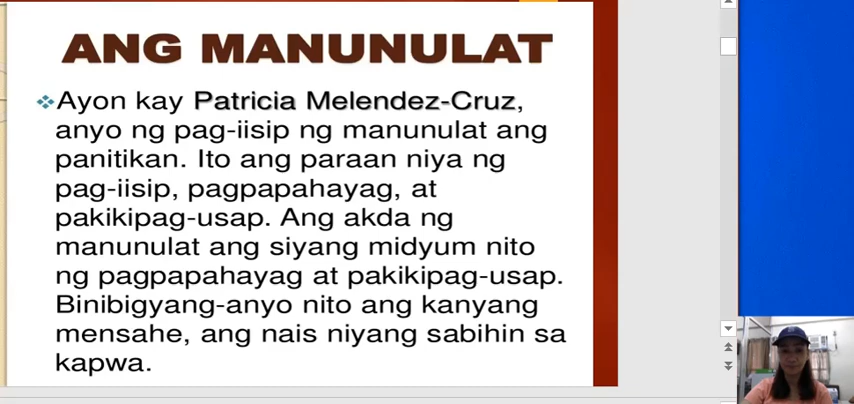 ANG MANUNULAT
Ayon kay Patricia Melendez-Cruz,
anyo ng pag-iisip ng manunulat ang
panitikan. Ito ang paraan niya ng
pag-iisip, pagpapahayag, at
pakikipag-usap. Ang akda ng
manunulat ang siyang midyum nito
ng pagpapahayag at pakikipag-usap.
Binibigyang-anyo nito ang kanyang
mensahe, ang nais niyang sabihin sa
kapwa.